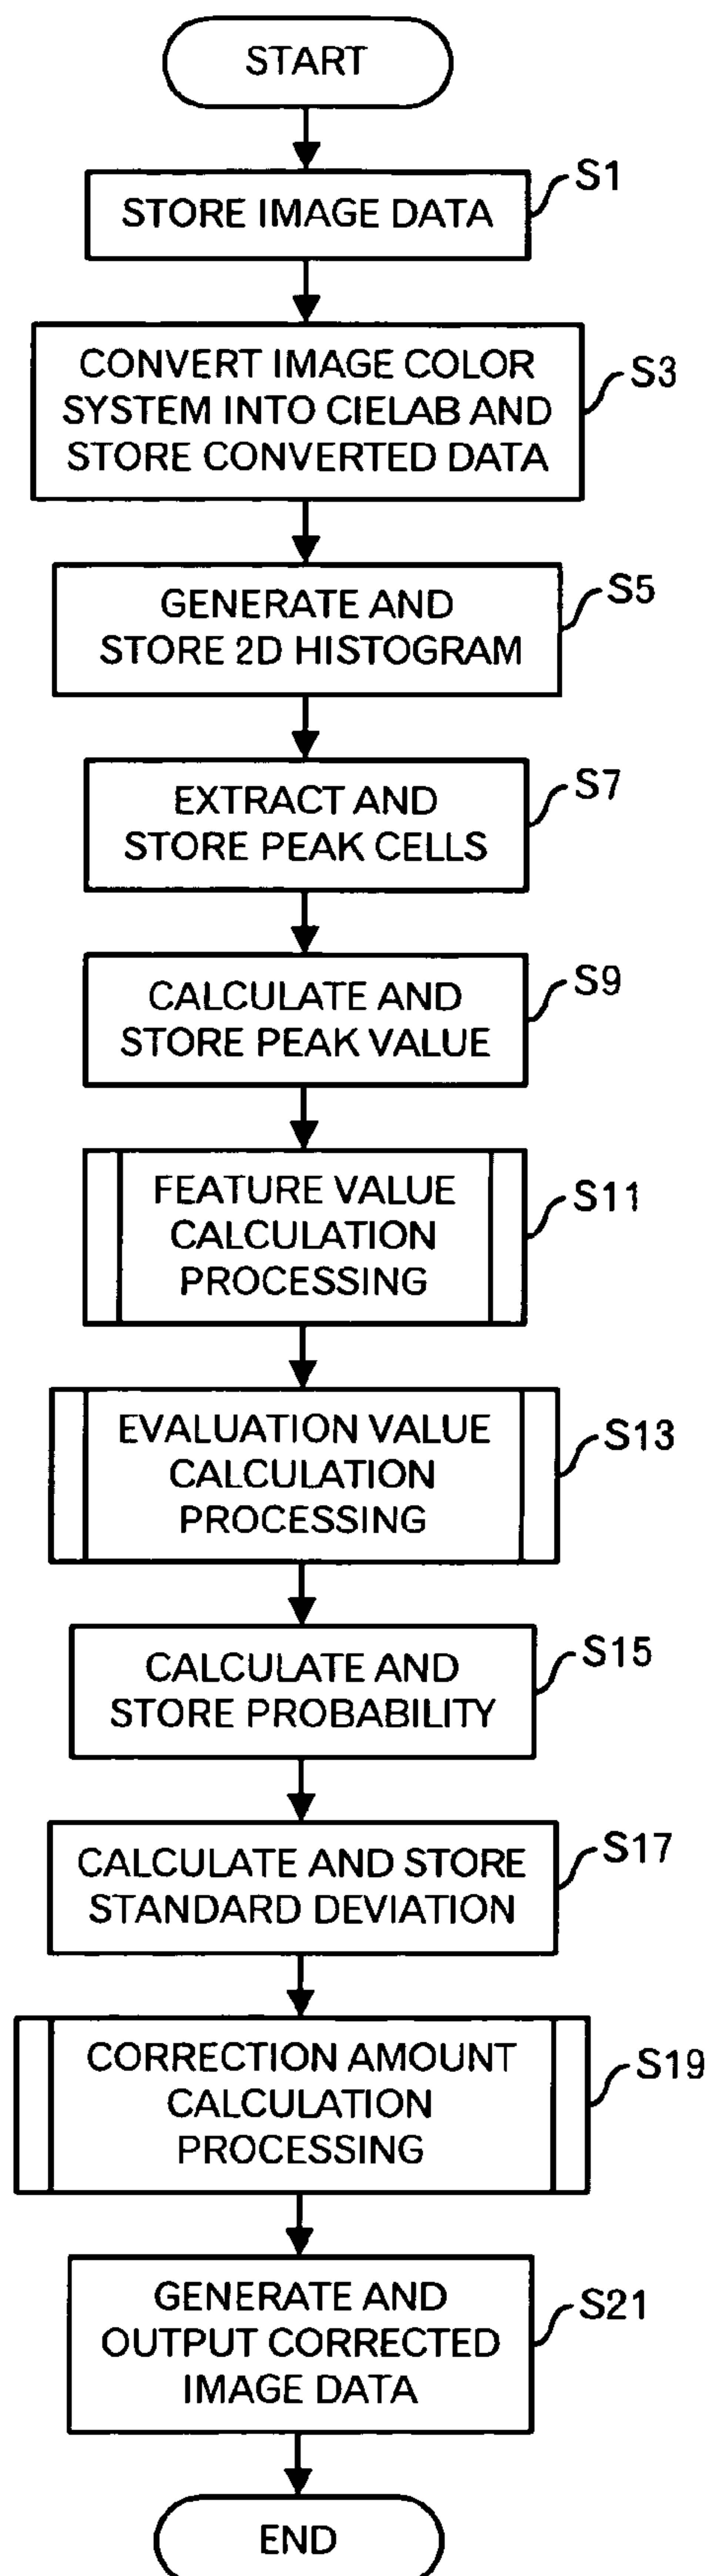 START
S1
STORE IMAGE DATA
S3
CONVERT IMAGE COLOR
SYSTEM INTO CIELAB AND
STORE CONVERTED DATA
S5
GENERATE AND
STORE 2D HISTOGRAM
S7
EXTRACT AND
STORE PEAK CELLS
S9
CALCULATE AND
STORE PEAK VALUE
S11
FEATURE VALUE
CALCULATION
PROCESSING
S13
EVALUATION VALUE
CALCULATION
PROCESSING
S15
CALCULATE AND
STORE PROBABILITY
S17
CALCULATE AND STORE
STANDARD DEVIATION
S19
CORRECTION AMOUNT
CALCULATION
PROCESSING
S21
GENERATE AND
OUTPUT CORRECTED
IMAGE DATA
END